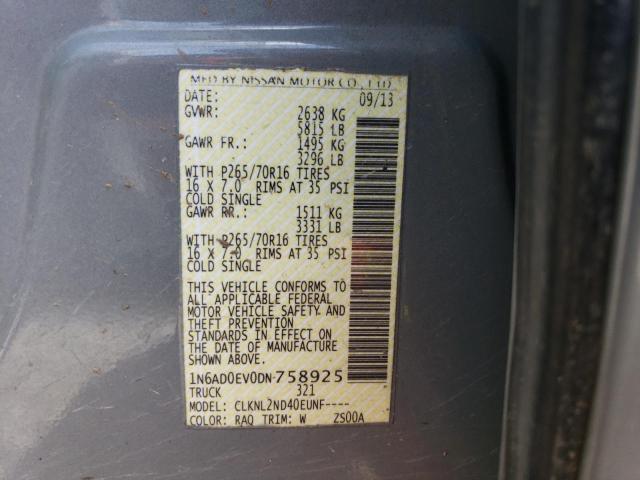 MFD BY NISSAN MOTOR CO., LTD
DATE: 09/13
GVWR: 2638 KG
5815 LB
GAWR FR.: 1495 KG
3296 LB
WITH P265/70R16 TIRES
16 X 7.0 RIMS AT 35 PSI
COLD SINGLE
GAWR RR.: 1511 KG
3331 LB
WITH P265/70R16 TIRES
16 X 7.0 RIMS AT 35 PSI
COLD SINGLE
THIS VEHICLE CONFORMS TO
ALL APPLICABLE FEDERAL
MOTOR VEHICLE SAFETY AND
THEFT PREVENTION
STANDARDS IN EFFECT ON
THE DATE OF MANUFACTURE
SHOWN ABOVE.
1N6AD0EV0DN758925
TRUCK 321
MODEL: CLKNL2ND40EUNF----
COLOR: RAQ TRIM: W ZS00A